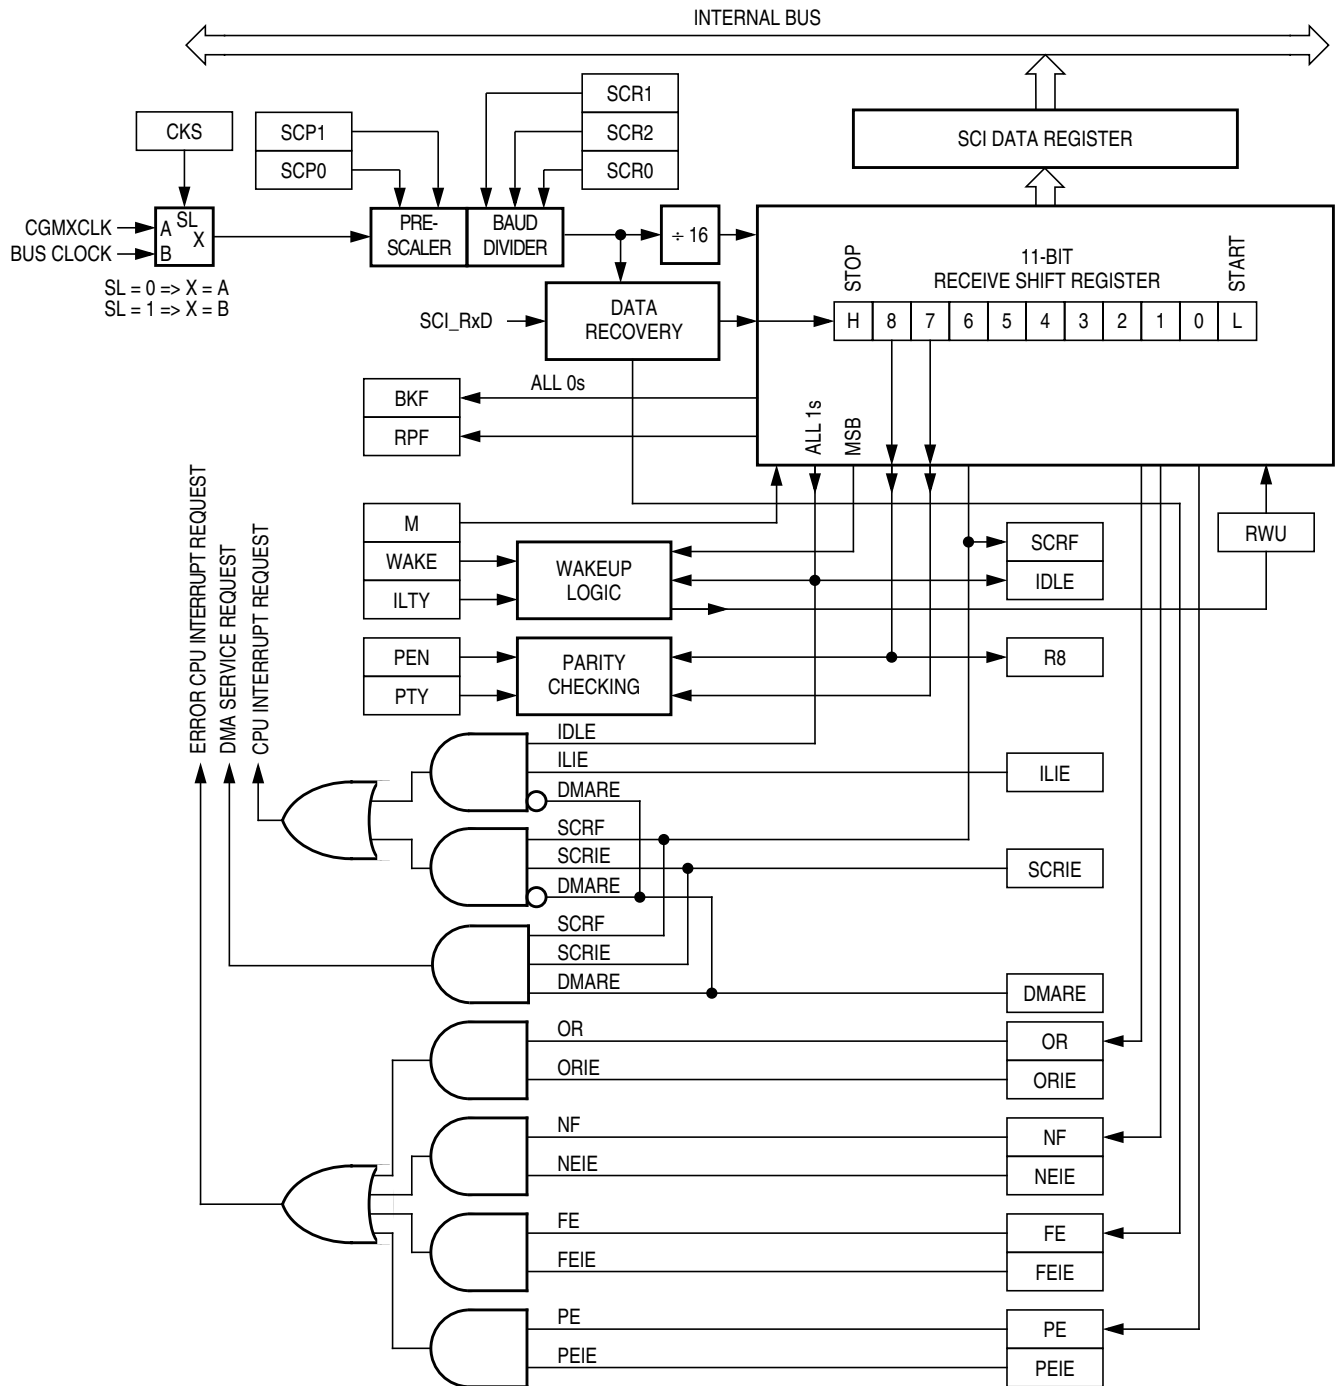 INTERNAL BUS
SCR1
SCR2
SCR0
CKS
SCP1
SCP0
SCI DATA REGISTER
CGMXCLK
BUS CLOCK
A
B
SL
X
SL = 0 => X = A
SL = 1 => X = B
PRE-
SCALER
BAUD
DIVIDER
÷ 16
STOP
11-BIT
RECEIVE SHIFT REGISTER
START
H 8 7 6 5 4 3 2 1 0 L
SCI_RxD
DATA
RECOVERY
ALL 0s
BKF
RPF
ALL 1s
MSB
M
WAKE
ILTY
WAKEUP
LOGIC
SCRF
IDLE
RWU
PEN
PTY
PARITY
CHECKING
R8
ERROR CPU INTERRUPT REQUEST
DMA SERVICE REQUEST
CPU INTERRUPT REQUEST
IDLE
ILIE
DMARE
ILIE
SCRF
SCRIE
DMARE
SCRIE
SCRF
SCRIE
DMARE
DMARE
OR
ORIE
OR
ORIE
NF
NEIE
NF
NEIE
FE
FEIE
FE
FEIE
PE
PEIE
PE
PEIE